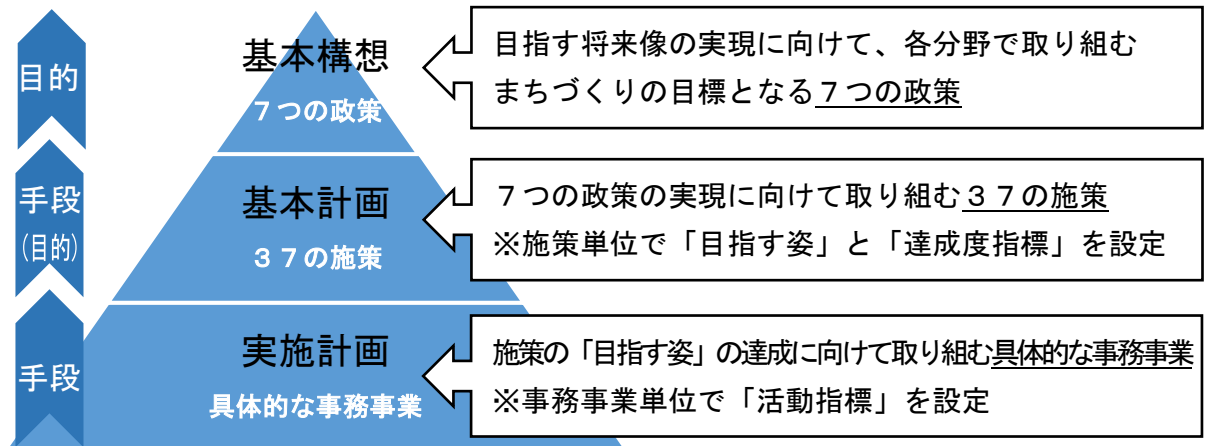 目的
基本構想
７つの政策
目指す将来像の実現に向けて、各分野で取り組む
まちづくりの目標となる７つの政策
手段
(目的)
基本計画
３７の施策
７つの政策の実現に向けて取り組む３７の施策
※施策単位で「目指す姿」と「達成度指標」を設定
手段
実施計画
具体的な事務事業
施策の「目指す姿」の達成に向けて取り組む具体的な事務事業
※事務事業単位で「活動指標」を設定